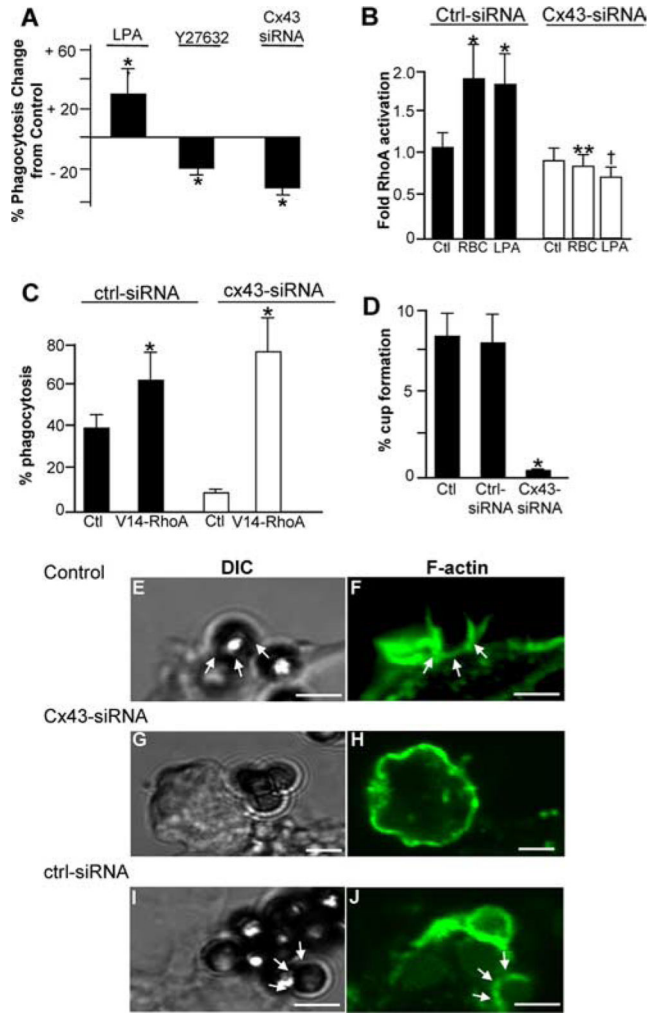 A
LPA
Y27632
Cx43 siRNA
% Phagocytosis Change from Control
+ 60
+ 20
- 20
*
*
*
B
Ctrl-siRNA
Cx43-siRNA
Fold RhoA activation
2.0
1.5
1.0
0.5
0
*
*
**
†
Ctl
RBC
LPA
Ctl
RBC
LPA
C
ctrl-siRNA
cx43-siRNA
% phagocytosis
80
60
40
20
0
*
*
Ctl
V14-RhoA
Ctl
V14-RhoA
D
% cup formation
10
5
0
*
Ctl
Ctrl-siRNA
Cx43-siRNA
Control
DIC
F-actin
E
F
Cx43-siRNA
G
H
ctrl-siRNA
I
J